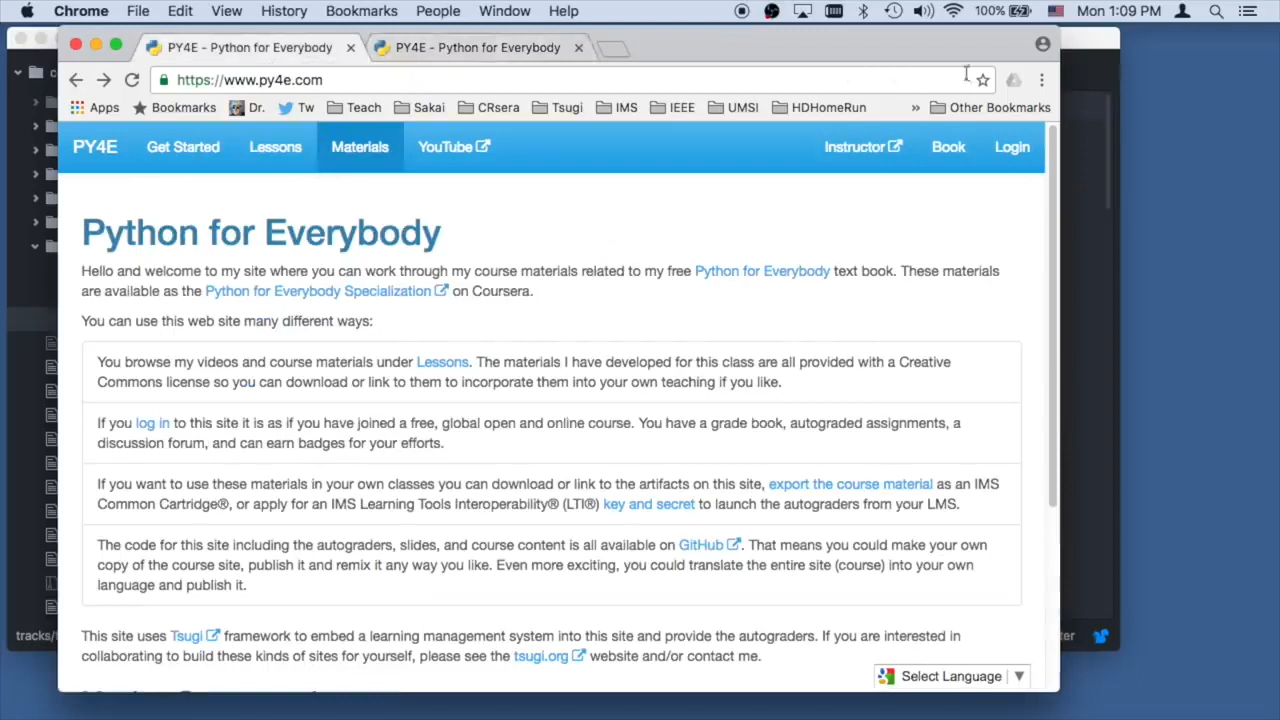 Chrome File Edit View History Bookmarks People Window Help 100% Mon 1:09 PM
PY4E - Python for Everybody PY4E - Python for Everybody
https://www.py4e.com
Apps Bookmarks Dr. Tw Teach Sakai CRsera Tsugi IMS IEEE UMSI HDHomeRun » Other Bookmarks
PY4E Get Started Lessons Materials YouTube Instructor Book Login
Python for Everybody
Hello and welcome to my site where you can work through my course materials related to my free Python for Everybody text book. These materials
are available as the Python for Everybody Specialization on Coursera.
You can use this web site many different ways:
You browse my videos and course materials under Lessons. The materials I have developed for this class are all provided with a Creative
Commons license so you can download or link to them to incorporate them into your own teaching if you like.
If you log in to this site it is as if you have joined a free, global open and online course. You have a grade book, autograded assignments, a
discussion forum, and can earn badges for your efforts.
If you want to use these materials in your own classes you can download or link to the artifacts on this site, export the course material as an IMS
Common Cartridge®, or apply for an IMS Learning Tools Interoperability® (LTI®) key and secret to launch the autograders from your LMS.
The code for this site including the autograders, slides, and course content is all available on GitHub. That means you could make your own
copy of the course site, publish it and remix it any way you like. Even more exciting, you could translate the entire site (course) into your own
language and publish it.
tracks/
This site uses Tsugi framework to embed a learning management system into this site and provide the autograders. If you are interested in
collaborating to build these kinds of sites for yourself, please see the tsugi.org website and/or contact me.
Select Language